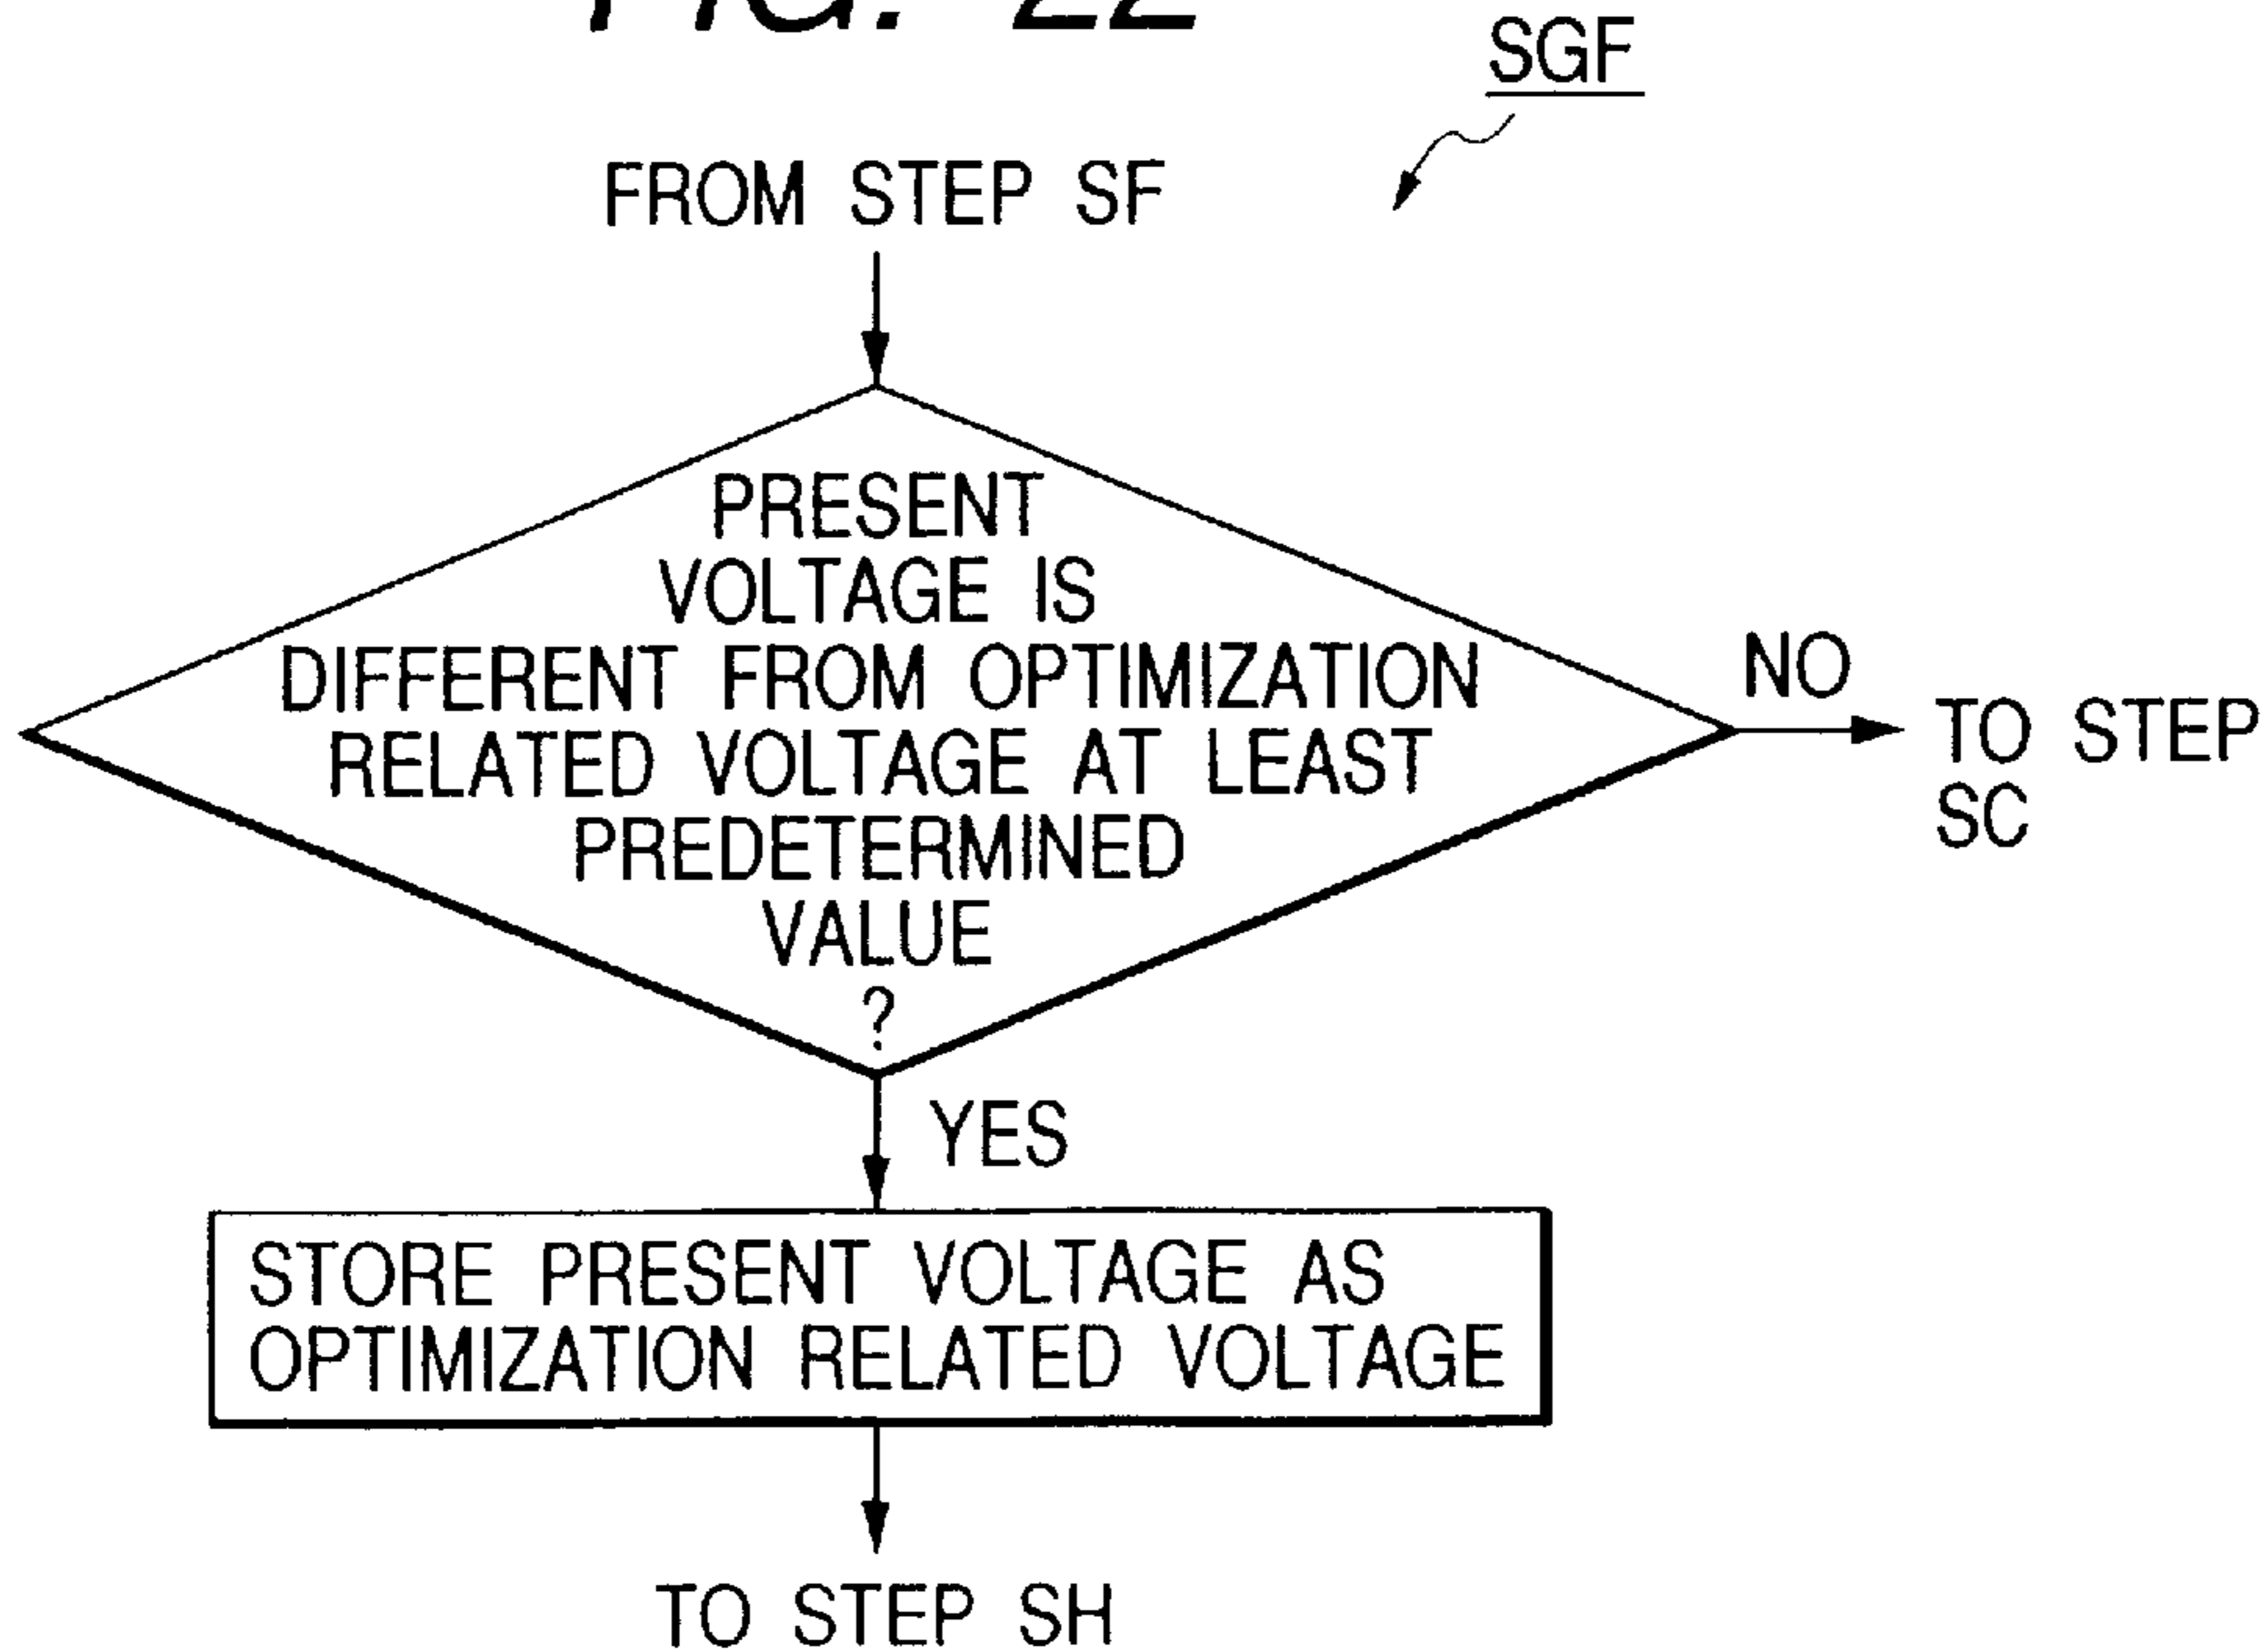 FIG. 22
SGF
FROM STEP SF
PRESENT
VOLTAGE IS
DIFFERENT FROM OPTIMIZATION
RELATED VOLTAGE AT LEAST
PREDETERMINED
VALUE
?
NO
TO STEP
SC
YES
STORE PRESENT VOLTAGE AS
OPTIMIZATION RELATED VOLTAGE
TO STEP SH